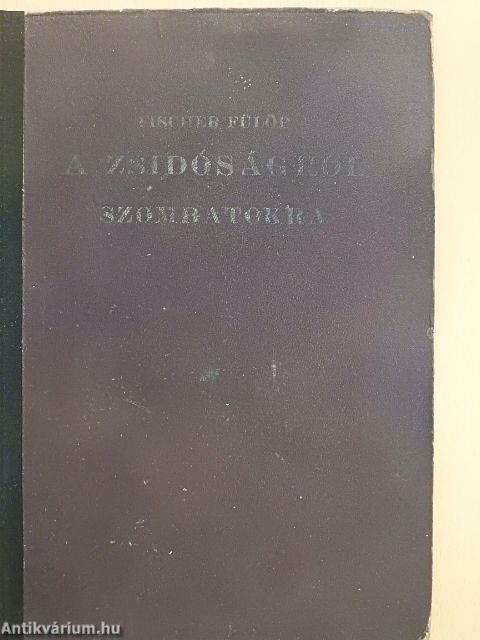 FISCHER FÜLÖP
A ZSIDÓSÁGRÓL
SZOMBATOKRA
Antikvárium.hu